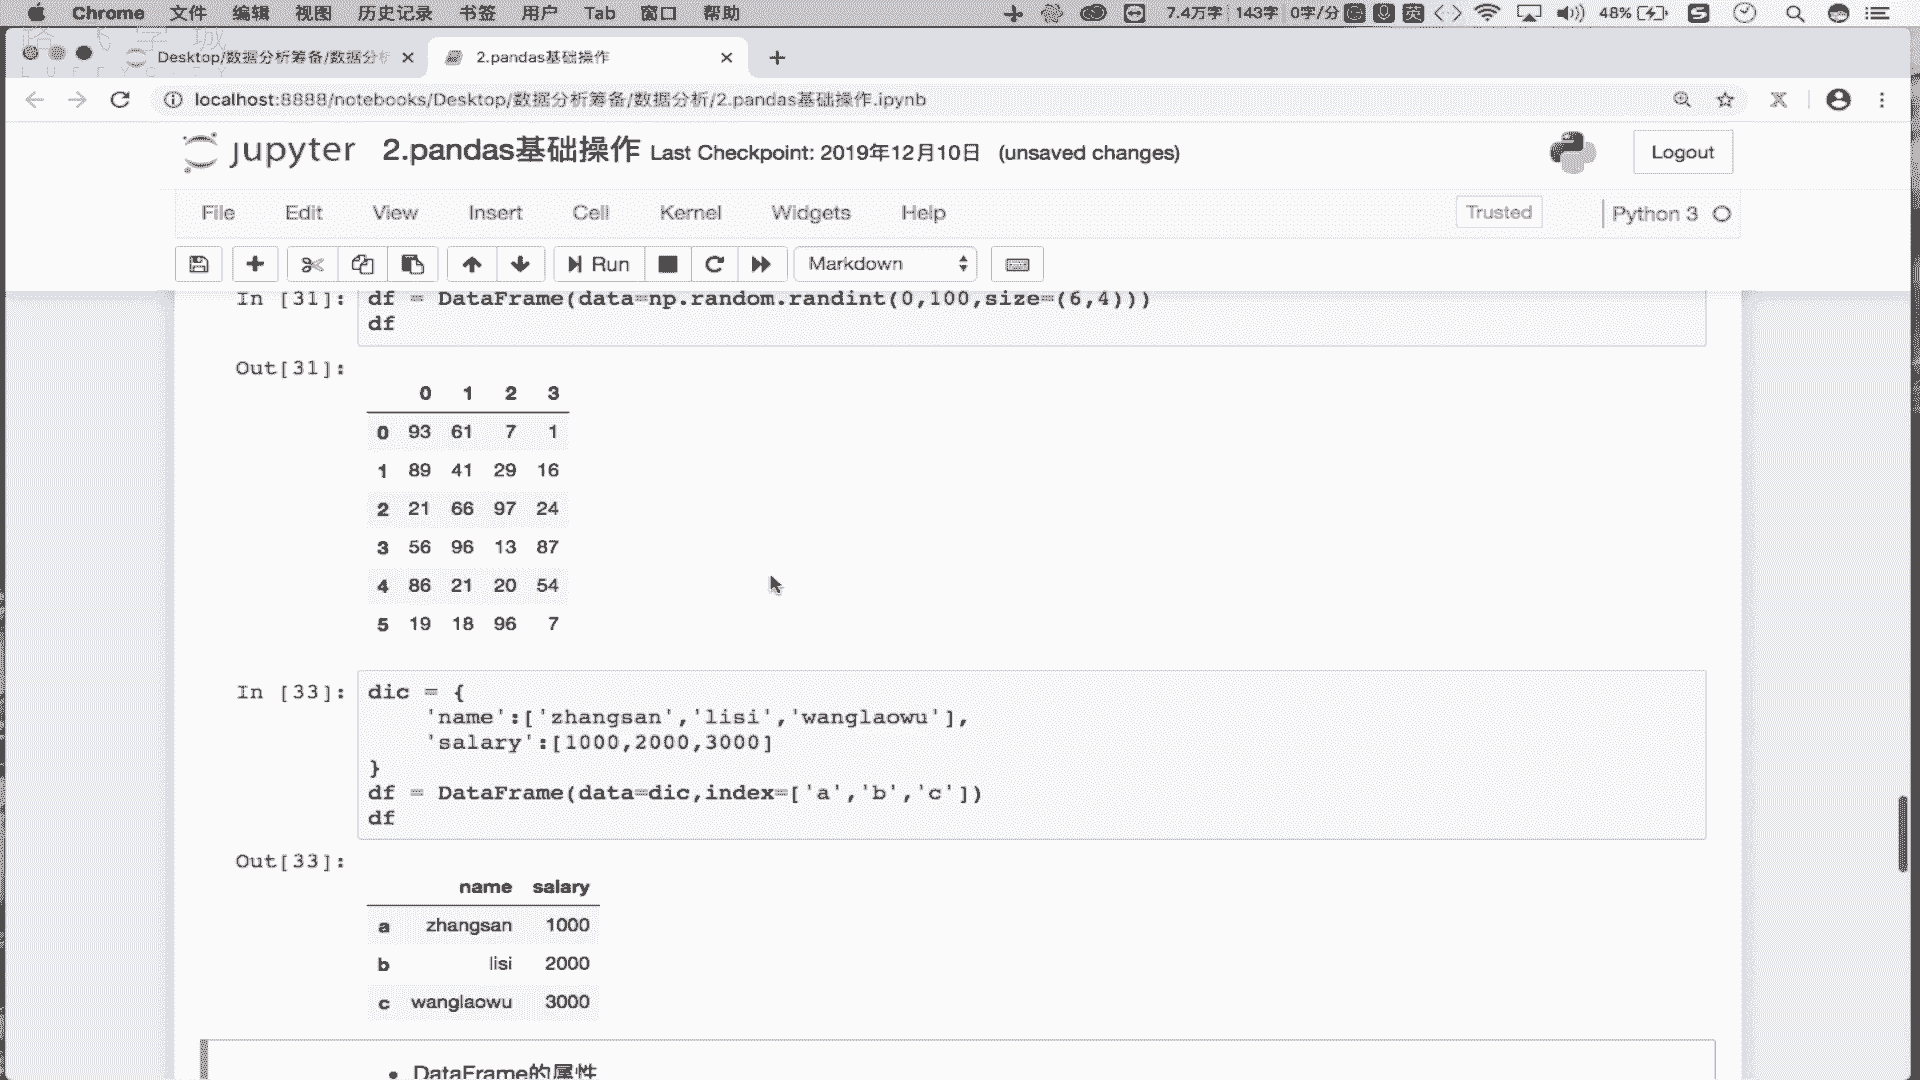 Chrome 文件 编辑 视图 历史记录 书签 用户 Tab 窗口 帮助 7.4万字 143字 0字/分 英 48%
Desktop/数据分析筹备/数据分析 2.pandas基础操作
localhost:8888/notebooks/Desktop/数据分析筹备/数据分析/2.pandas基础操作.ipynb
jupyter 2.pandas基础操作 Last Checkpoint: 2019年12月10日 (unsaved changes) Logout
File Edit View Insert Cell Kernel Widgets Help Trusted Python 3
Run Markdown
In [31]: df = DataFrame(data=np.random.randint(0,100,size=(6,4)))
df
Out[31]:
0 1 2 3
0 93 61 7 1
1 89 41 29 16
2 21 66 97 24
3 56 96 13 87
4 86 21 20 54
5 19 18 96 7
In [33]: dic = {
'name':['zhangsan','lisi','wanglaowu'],
'salary':[1000,2000,3000]
}
df = DataFrame(data=dic,index=['a','b','c'])
df
Out[33]:
name salary
a zhangsan 1000
b lisi 2000
c wanglaowu 3000
• DataFrame的属性